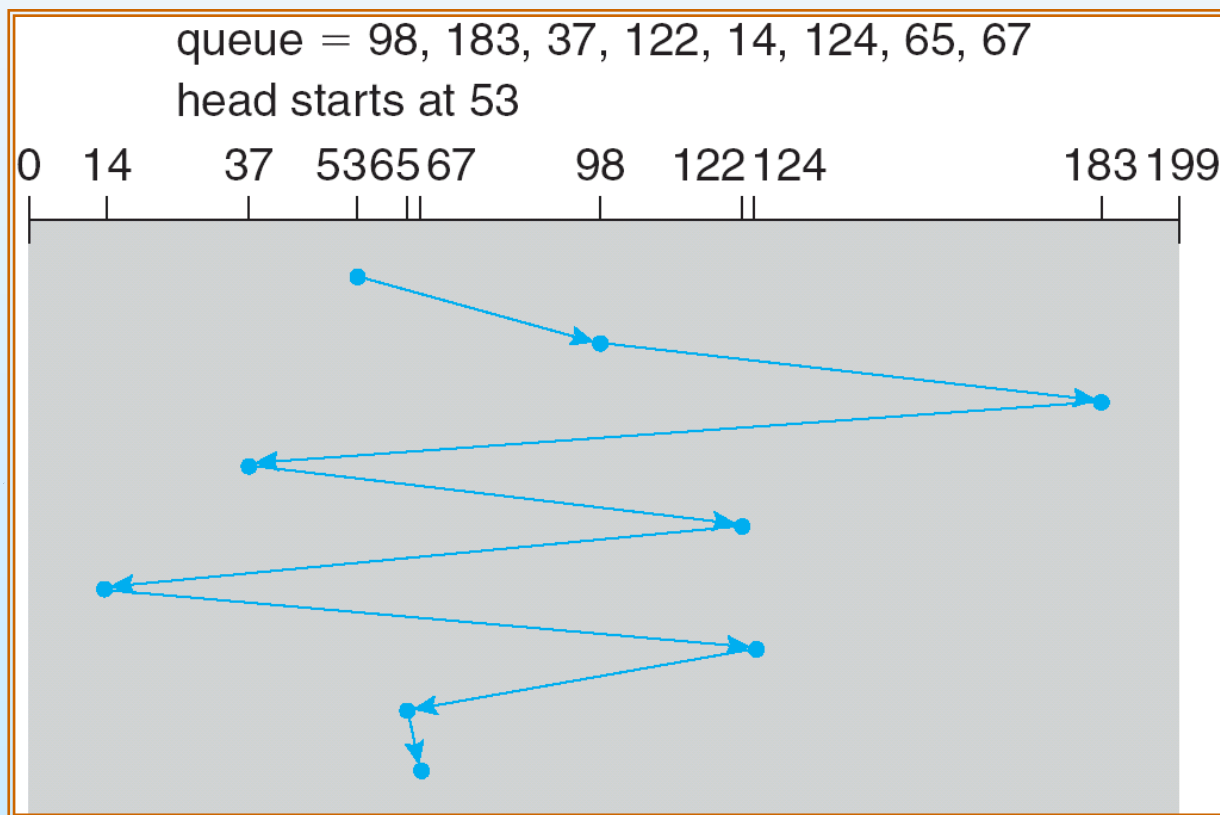 queue = 98, 183, 37, 122, 14, 124, 65, 67
head starts at 53
0 14 37 53 65 67 98 122 124 183 199